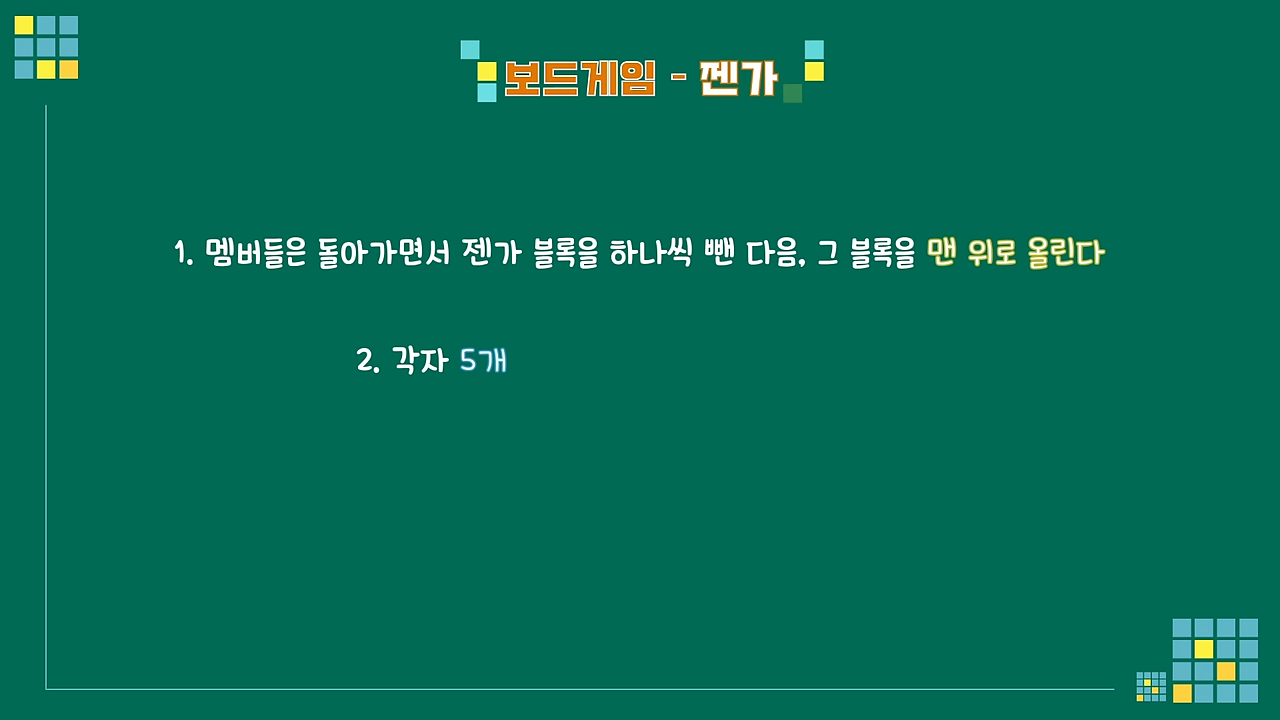 보드게임 - 쩬가
1. 멤버들은 돌아가면서 젠가 블록을 하나씩 뺀 다음, 그 블록을 맨 위로 올린다
2. 각자 5개